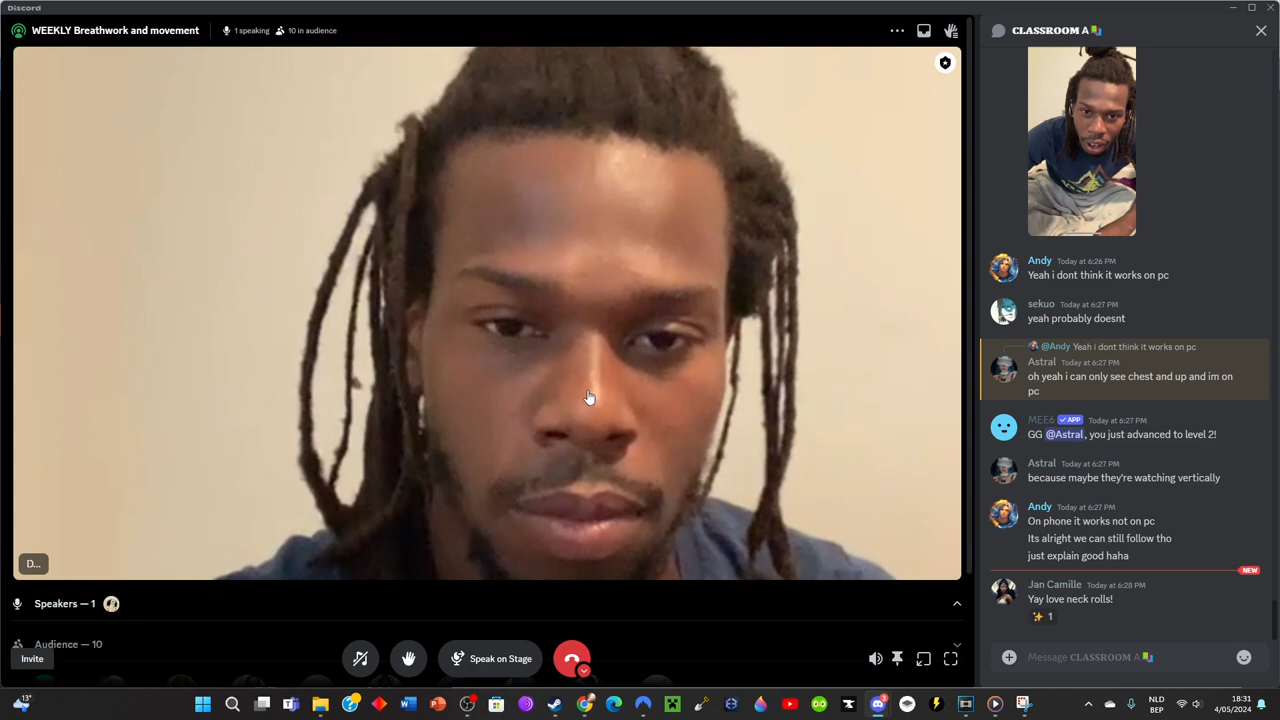 Discord
WEEKLY Breathwork and movement
1 speaking
10 in audience
CLASSROOM A
Andy Today at 6:26 PM
Yeah i dont think it works on pc
sekuo Today at 6:27 PM
yeah probably doesnt
@Andy Yeah i dont think it works on pc
Astral Today at 6:27 PM
oh yeah i can only see chest and up and im on
pc
MEE6 ✓ APP Today at 6:27 PM
GG @Astral, you just advanced to level 2!
Astral Today at 6:27 PM
because maybe they're watching vertically
Andy Today at 6:27 PM
On phone it works not on pc
Its alright we can still follow tho
just explain good haha
NEW
Jan Camille Today at 6:28 PM
Yay love neck rolls!
✨ 1
D...
Speakers — 1
Audience — 10
Invite
Speak on Stage
Message CLASSROOM A
13°
3
NLD
BEP
18:31
4/05/2024